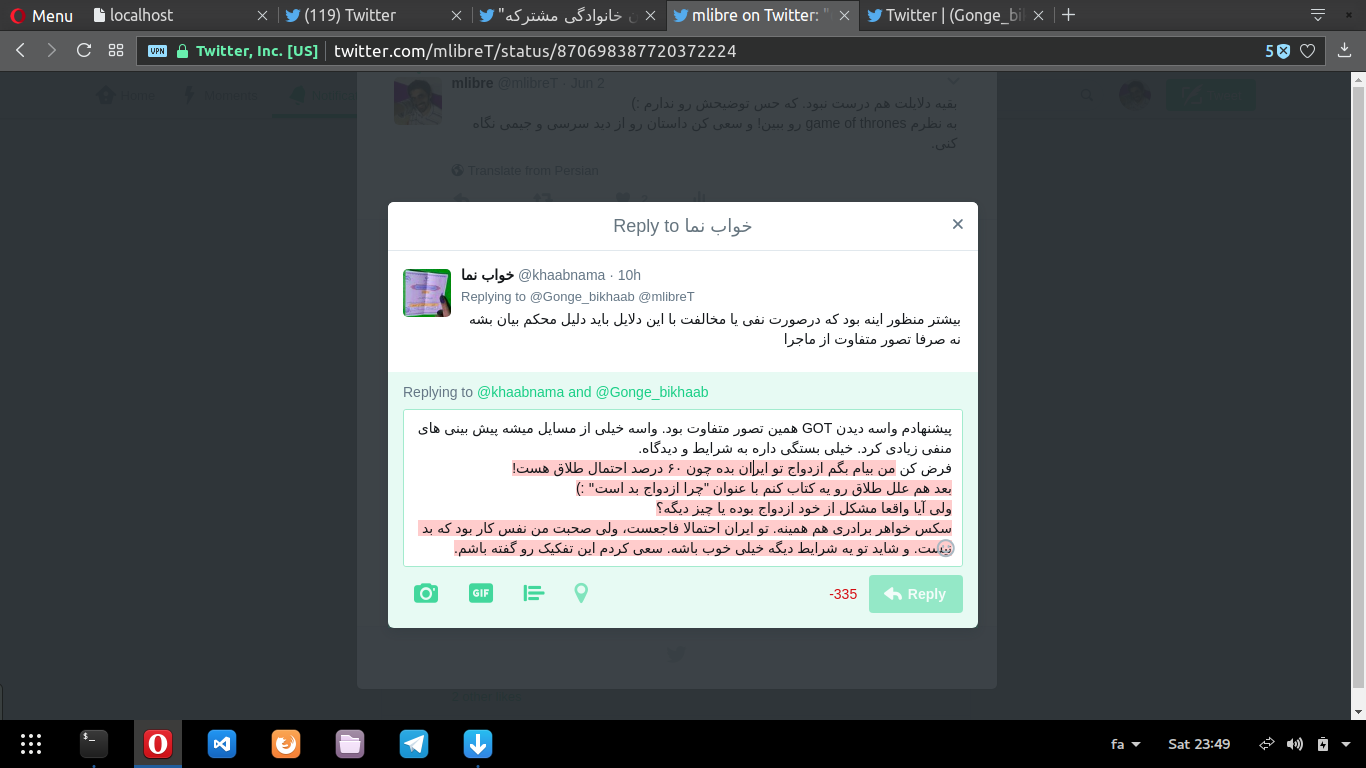 Menu
localhost
(119) Twitter
ن خانوادگی مشترکه"
mlibre on Twitter: "
Twitter | (Gonge_bi
VPN
Twitter, Inc. [US]
twitter.com/mlibreT/status/870698387720372224
5
Home
Moments
mlibre @mlibreT · Jun 2
بقیه دلایلت هم درست نبود. که حس توضیحش رو ندارم :)
به نظرم game of thrones رو ببین! و سعی کن داستان رو از دید سرسی و جیمی نگاه
کنی.
Translate from Persian
Reply to خواب نما
خواب نما @khaabnama · 10h
Replying to @Gonge_bikhaab @mlibreT
بیشتر منظور اینه بود که درصورت نفی یا مخالفت با این دلایل باید دلیل محکم بیان بشه
نه صرفا تصور متفاوت از ماجرا
Replying to @khaabnama and @Gonge_bikhaab
پیشنهادم واسه دیدن GOT همین تصور متفاوت بود. واسه خیلی از مسایل میشه پیش بینی های
منفی زیادی کرد. خیلی بستگی داره به شرایط و دیدگاه.
فرض کن من بیام بگم ازدواج تو ایران بده چون ۶۰ درصد احتمال طلاق هست!
بعد هم علل طلاق رو یه کتاب کنم با عنوان "چرا ازدواج بد است" :)
ولی آیا واقعا مشکل از خود ازدواج بوده یا چیز دیگه؟
سکس خواهر برادری هم همینه. تو ایران احتمالا فاجعست، ولی صحبت من نفس کار بود که بد
نیست. و شاید تو یه شرایط دیگه خیلی خوب باشه. سعی کردم این تفکیک رو گفته باشم.
GIF
-335
Reply
fa
Sat 23:49